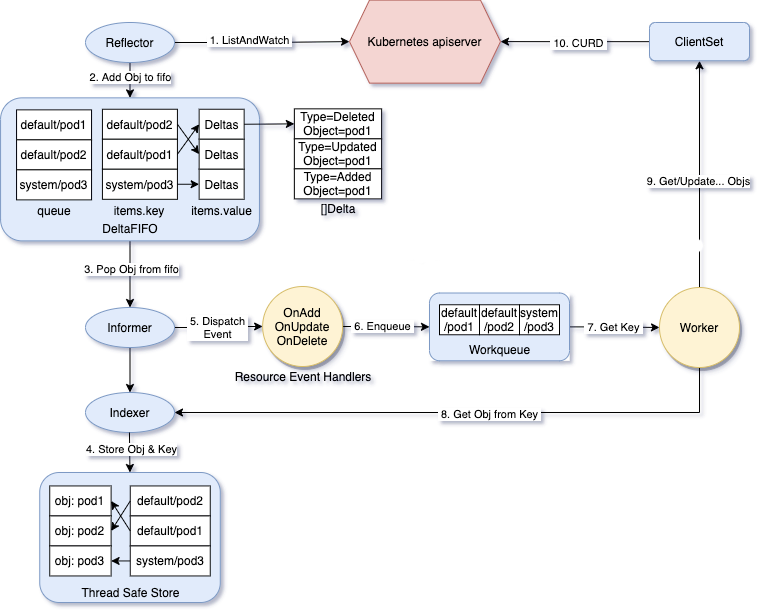 Reflector
1. ListAndWatch
Kubernetes apiserver
10. CURD
ClientSet
2. Add Obj to fifo
default/pod1
default/pod2
system/pod3
queue
default/pod2
default/pod1
system/pod3
items.key
Deltas
Deltas
Deltas
items.value
DeltaFIFO
Type=Deleted
Object=pod1
Type=Updated
Object=pod1
Type=Added
Object=pod1
[]Delta
9. Get/Update... Objs
3. Pop Obj from fifo
Informer
5. Dispatch
Event
OnAdd
OnUpdate
OnDelete
Resource Event Handlers
6. Enqueue
default
/pod1
default
/pod2
system
/pod3
Workqueue
7. Get Key
Worker
Indexer
8. Get Obj from Key
4. Store Obj & Key
obj: pod1
obj: pod2
obj: pod3
default/pod2
default/pod1
system/pod3
Thread Safe Store